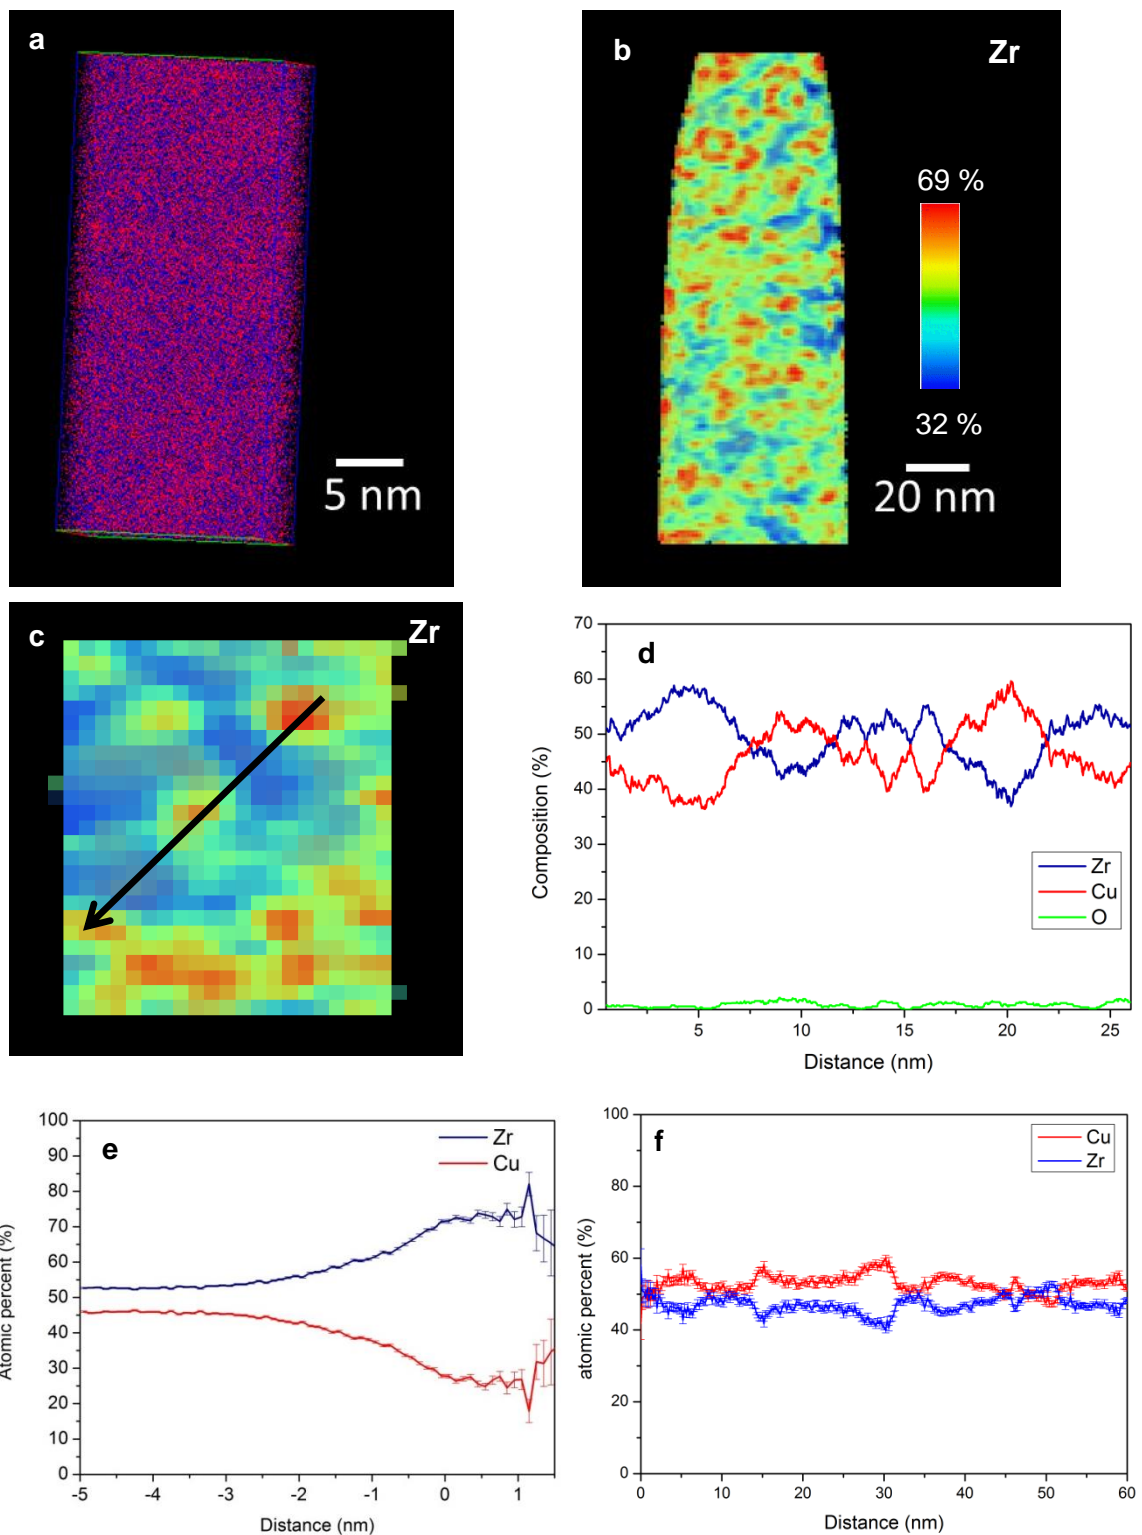 a
5 nm
b
Zr
69 %
32 %
20 nm
c
Zr
d
70
60
50
40
30
20
10
0
5
10
15
20
25
Composition (%)
Distance (nm)
Zr
Cu
O
e
100
90
80
70
60
50
40
30
20
10
0
-5
-4
-3
-2
-1
0
1
Atomic percent (%)
Distance (nm)
Zr
Cu
f
100
80
60
40
20
0
0
10
20
30
40
50
60
atomic percent (%)
Distance (nm)
Cu
Zr